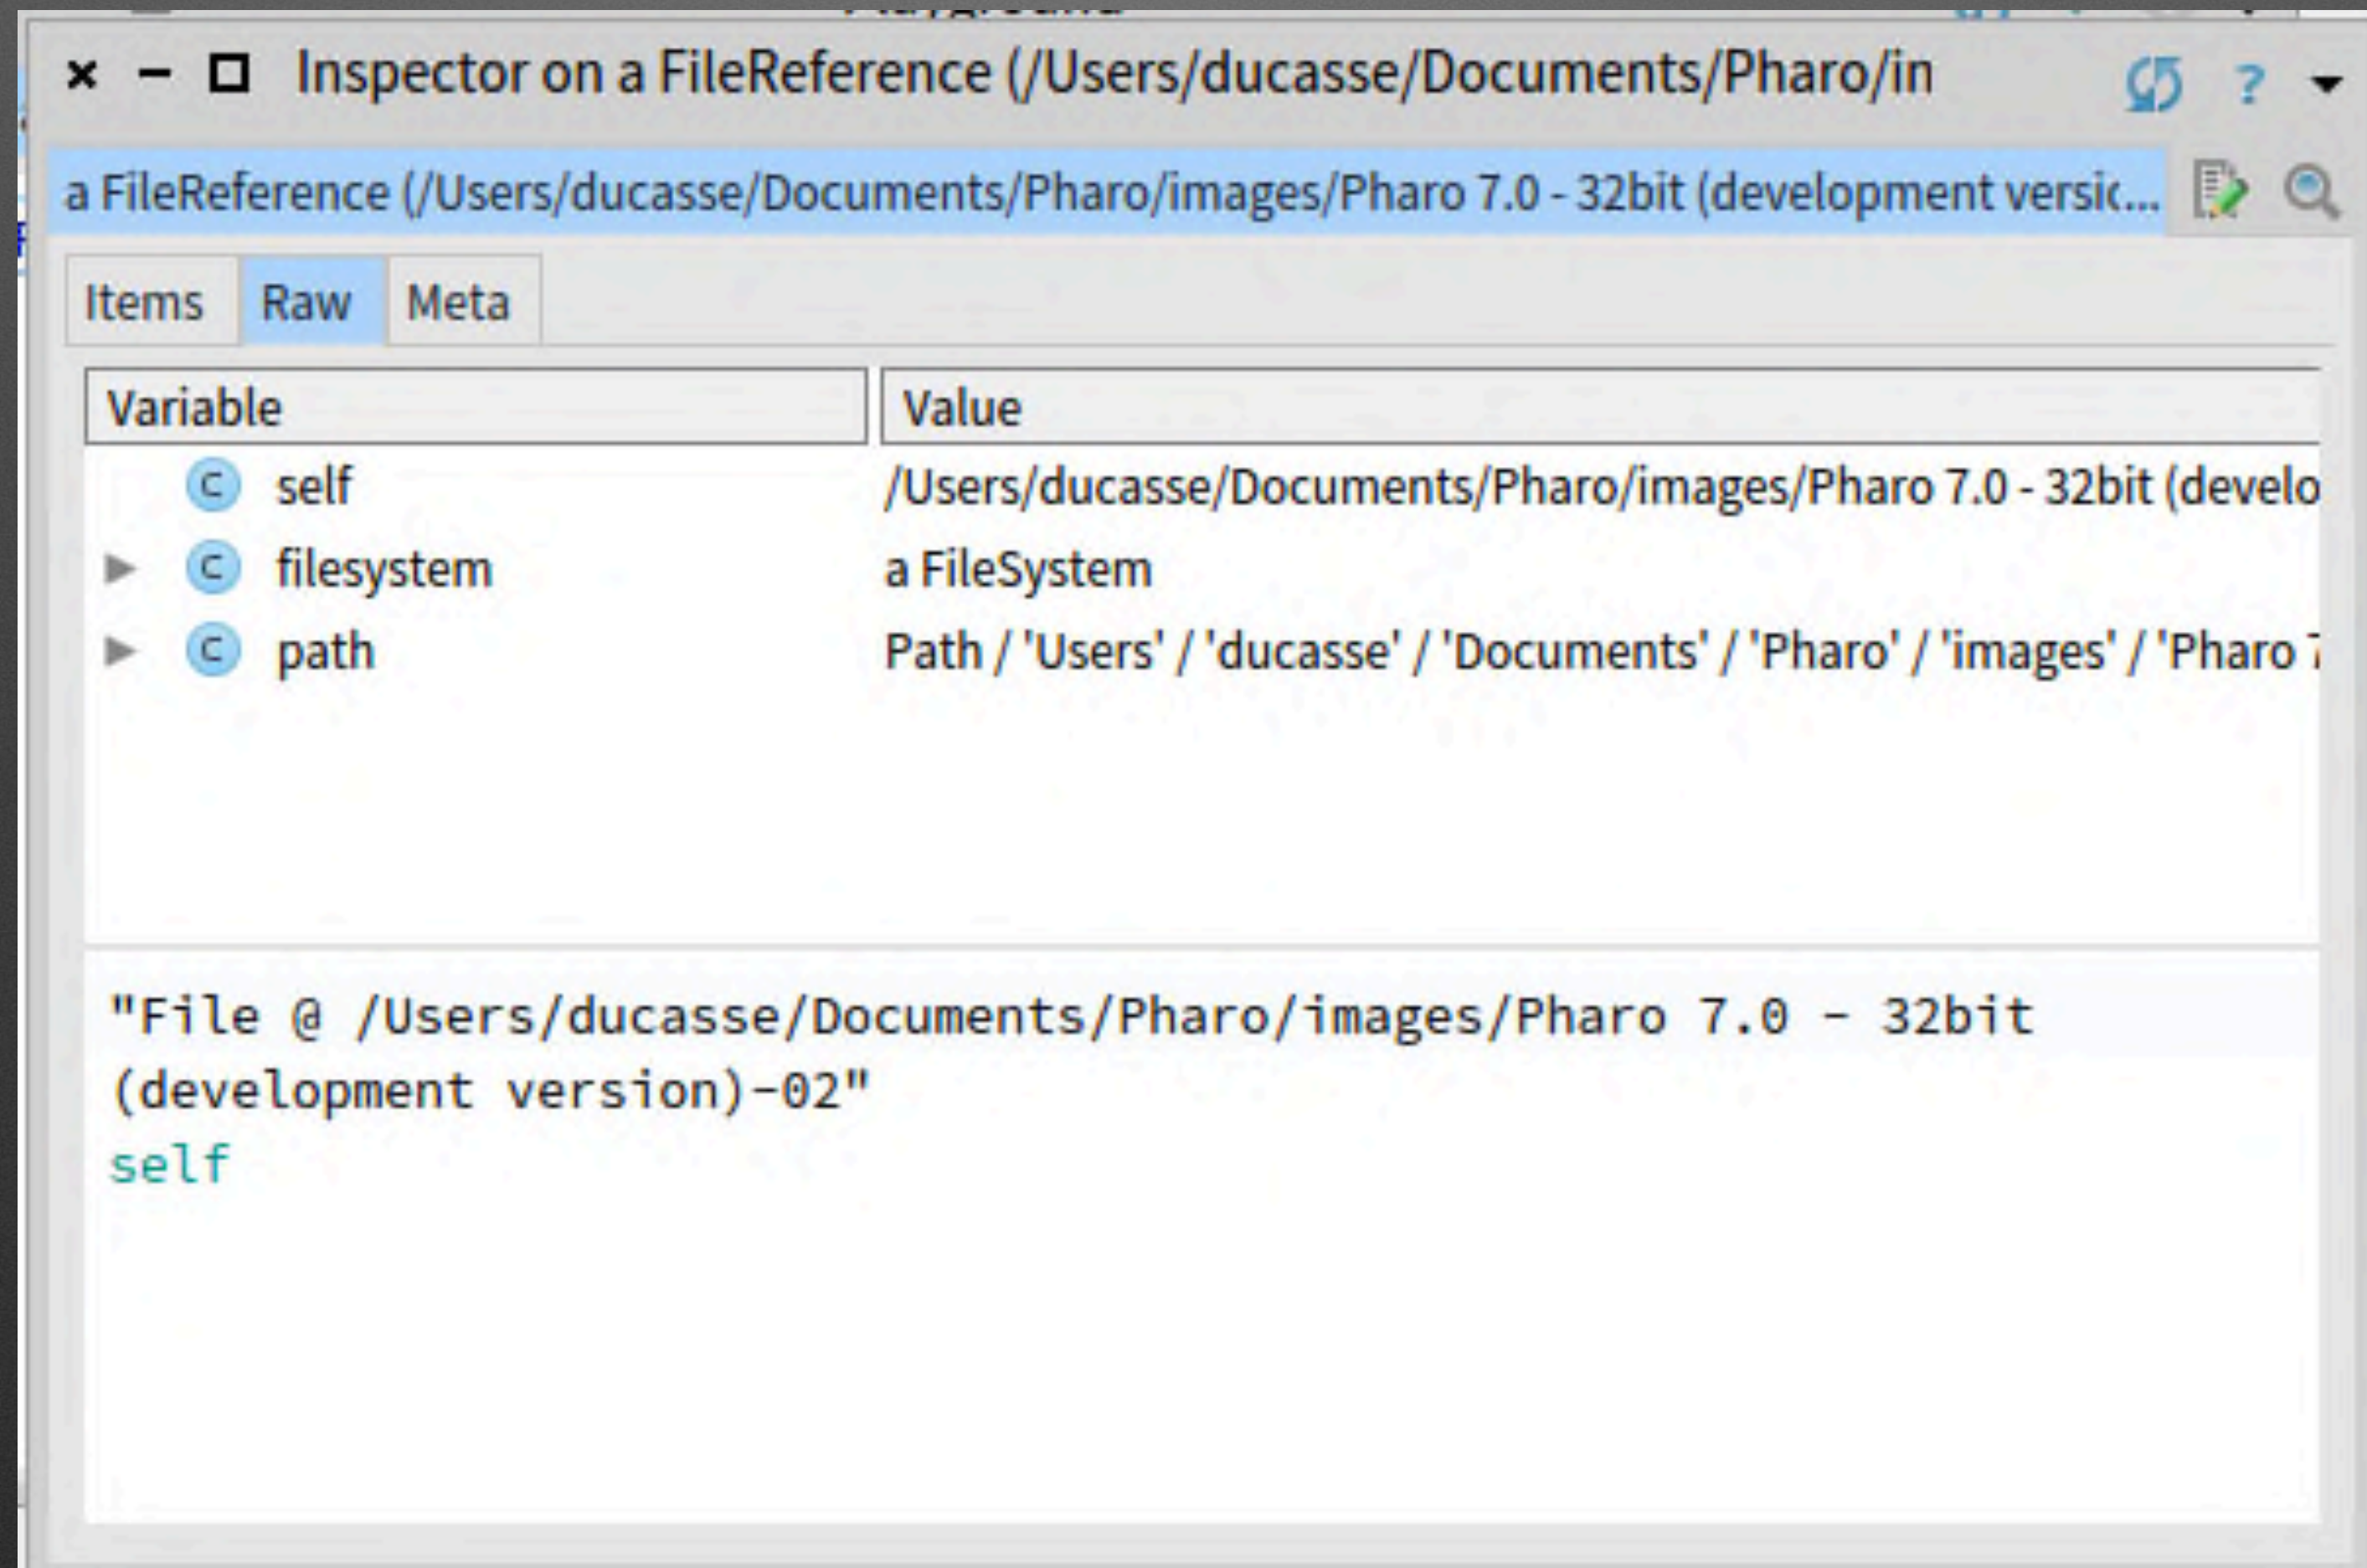 Playground
Inspector on a FileReference (/Users/ducasse/Documents/Pharo/in
?
a FileReference (/Users/ducasse/Documents/Pharo/images/Pharo 7.0 - 32bit (development versic...
Items Raw Meta
Variable Value
C self /Users/ducasse/Documents/Pharo/images/Pharo 7.0 - 32bit (develo
C filesystem a FileSystem
C path Path / 'Users' / 'ducasse' / 'Documents' / 'Pharo' / 'images' / 'Pharo 7
"File @ /Users/ducasse/Documents/Pharo/images/Pharo 7.0 - 32bit
(development version)-02"
self